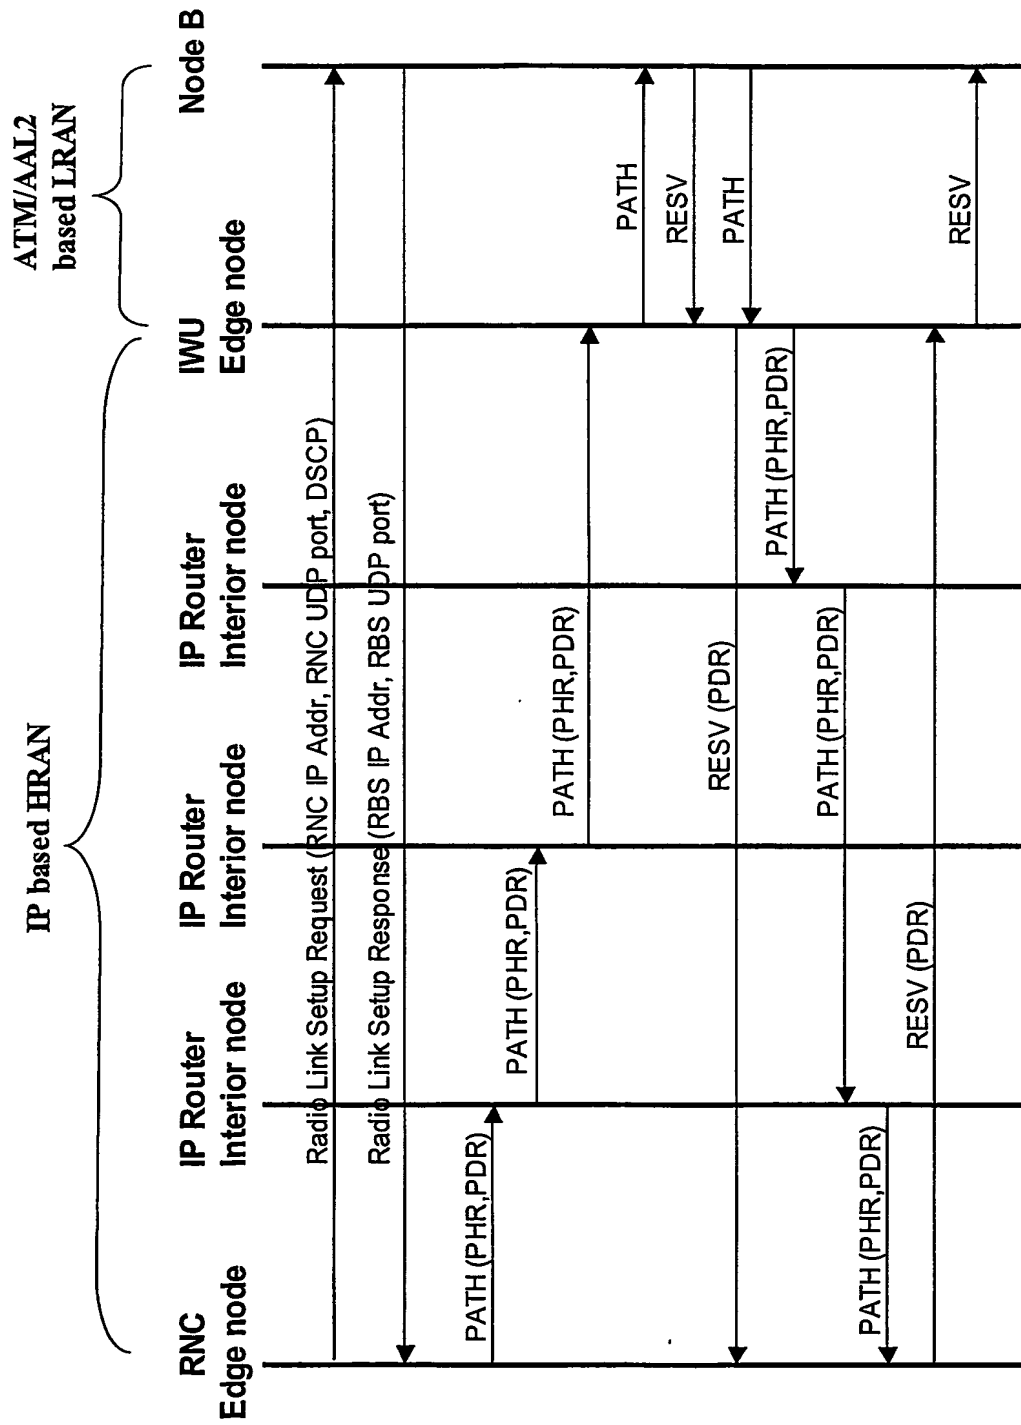 IP based HRAN
ATM/AAL2
based LRAN
RNC
Edge node
IP Router
Interior node
IP Router
Interior node
IP Router
Interior node
IWU
Edge node
Node B
Radio Link Setup Request (RNC IP Addr, RNC UDP port, DSCP)
Radio Link Setup Response (RBS IP Addr, RBS UDP port)
PATH (PHR,PDR)
PATH (PHR,PDR)
PATH (PHR,PDR)
PATH
RESV
RESV (PDR)
PATH
PATH (PHR,PDR)
PATH (PHR,PDR)
PATH (PHR,PDR)
RESV (PDR)
RESV